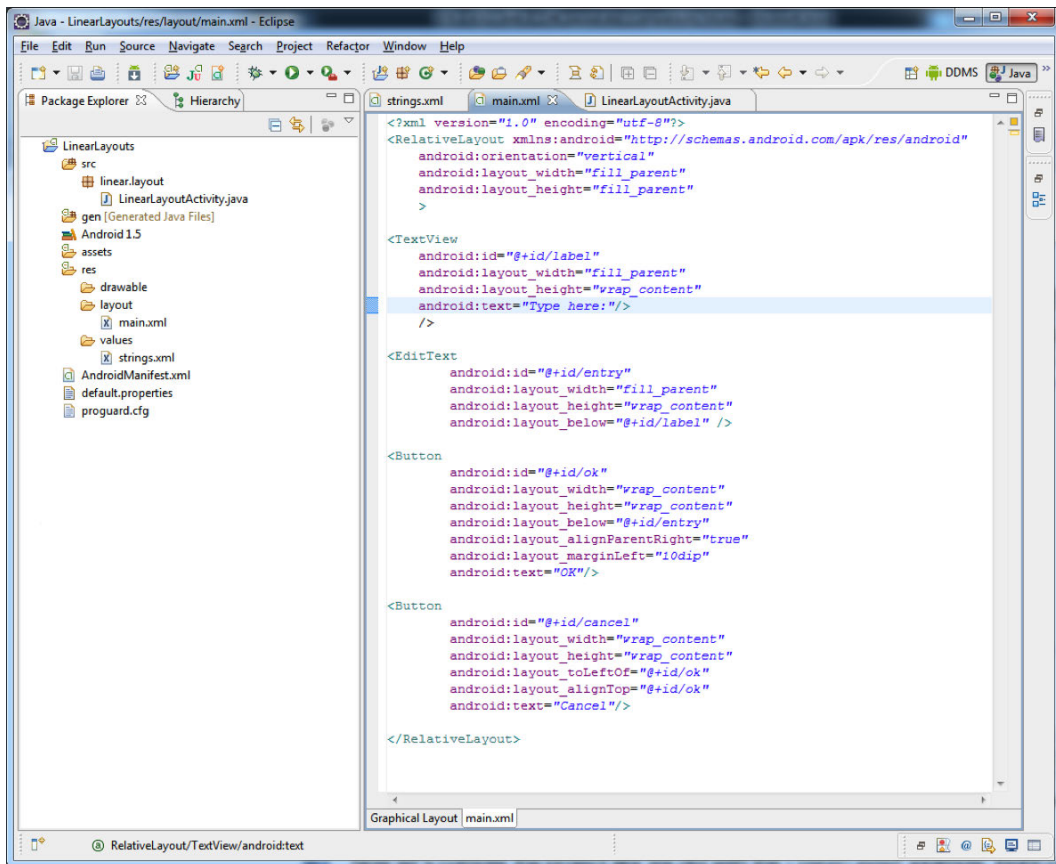 Java - LinearLayouts/res/layout/main.xml - Eclipse
File Edit Run Source Navigate Search Project Refactor Window Help
DDMS Java »
Package Explorer Hierarchy
LinearLayouts
src
linear.layout
LinearLayoutActivity.java
gen [Generated Java Files]
Android 1.5
assets
res
drawable
layout
main.xml
values
strings.xml
AndroidManifest.xml
default.properties
proguard.cfg
strings.xml main.xml LinearLayoutActivity.java
<?xml version="1.0" encoding="utf-8"?>
<RelativeLayout xmlns:android="http://schemas.android.com/apk/res/android"
android:orientation="vertical"
android:layout_width="fill_parent"
android:layout_height="fill_parent"
>
<TextView
android:id="@+id/label"
android:layout_width="fill_parent"
android:layout_height="wrap_content"
android:text="Type here:"/>
/>
<EditText
android:id="@+id/entry"
android:layout_width="fill_parent"
android:layout_height="wrap_content"
android:layout_below="@+id/label" />
<Button
android:id="@+id/ok"
android:layout_width="wrap_content"
android:layout_height="wrap_content"
android:layout_below="@+id/entry"
android:layout_alignParentRight="true"
android:layout_marginLeft="10dip"
android:text="OK"/>
<Button
android:id="@+id/cancel"
android:layout_width="wrap_content"
android:layout_height="wrap_content"
android:layout_toLeftOf="@+id/ok"
android:layout_alignTop="@+id/ok"
android:text="Cancel"/>
</RelativeLayout>
Graphical Layout main.xml
RelativeLayout/TextView/android:text